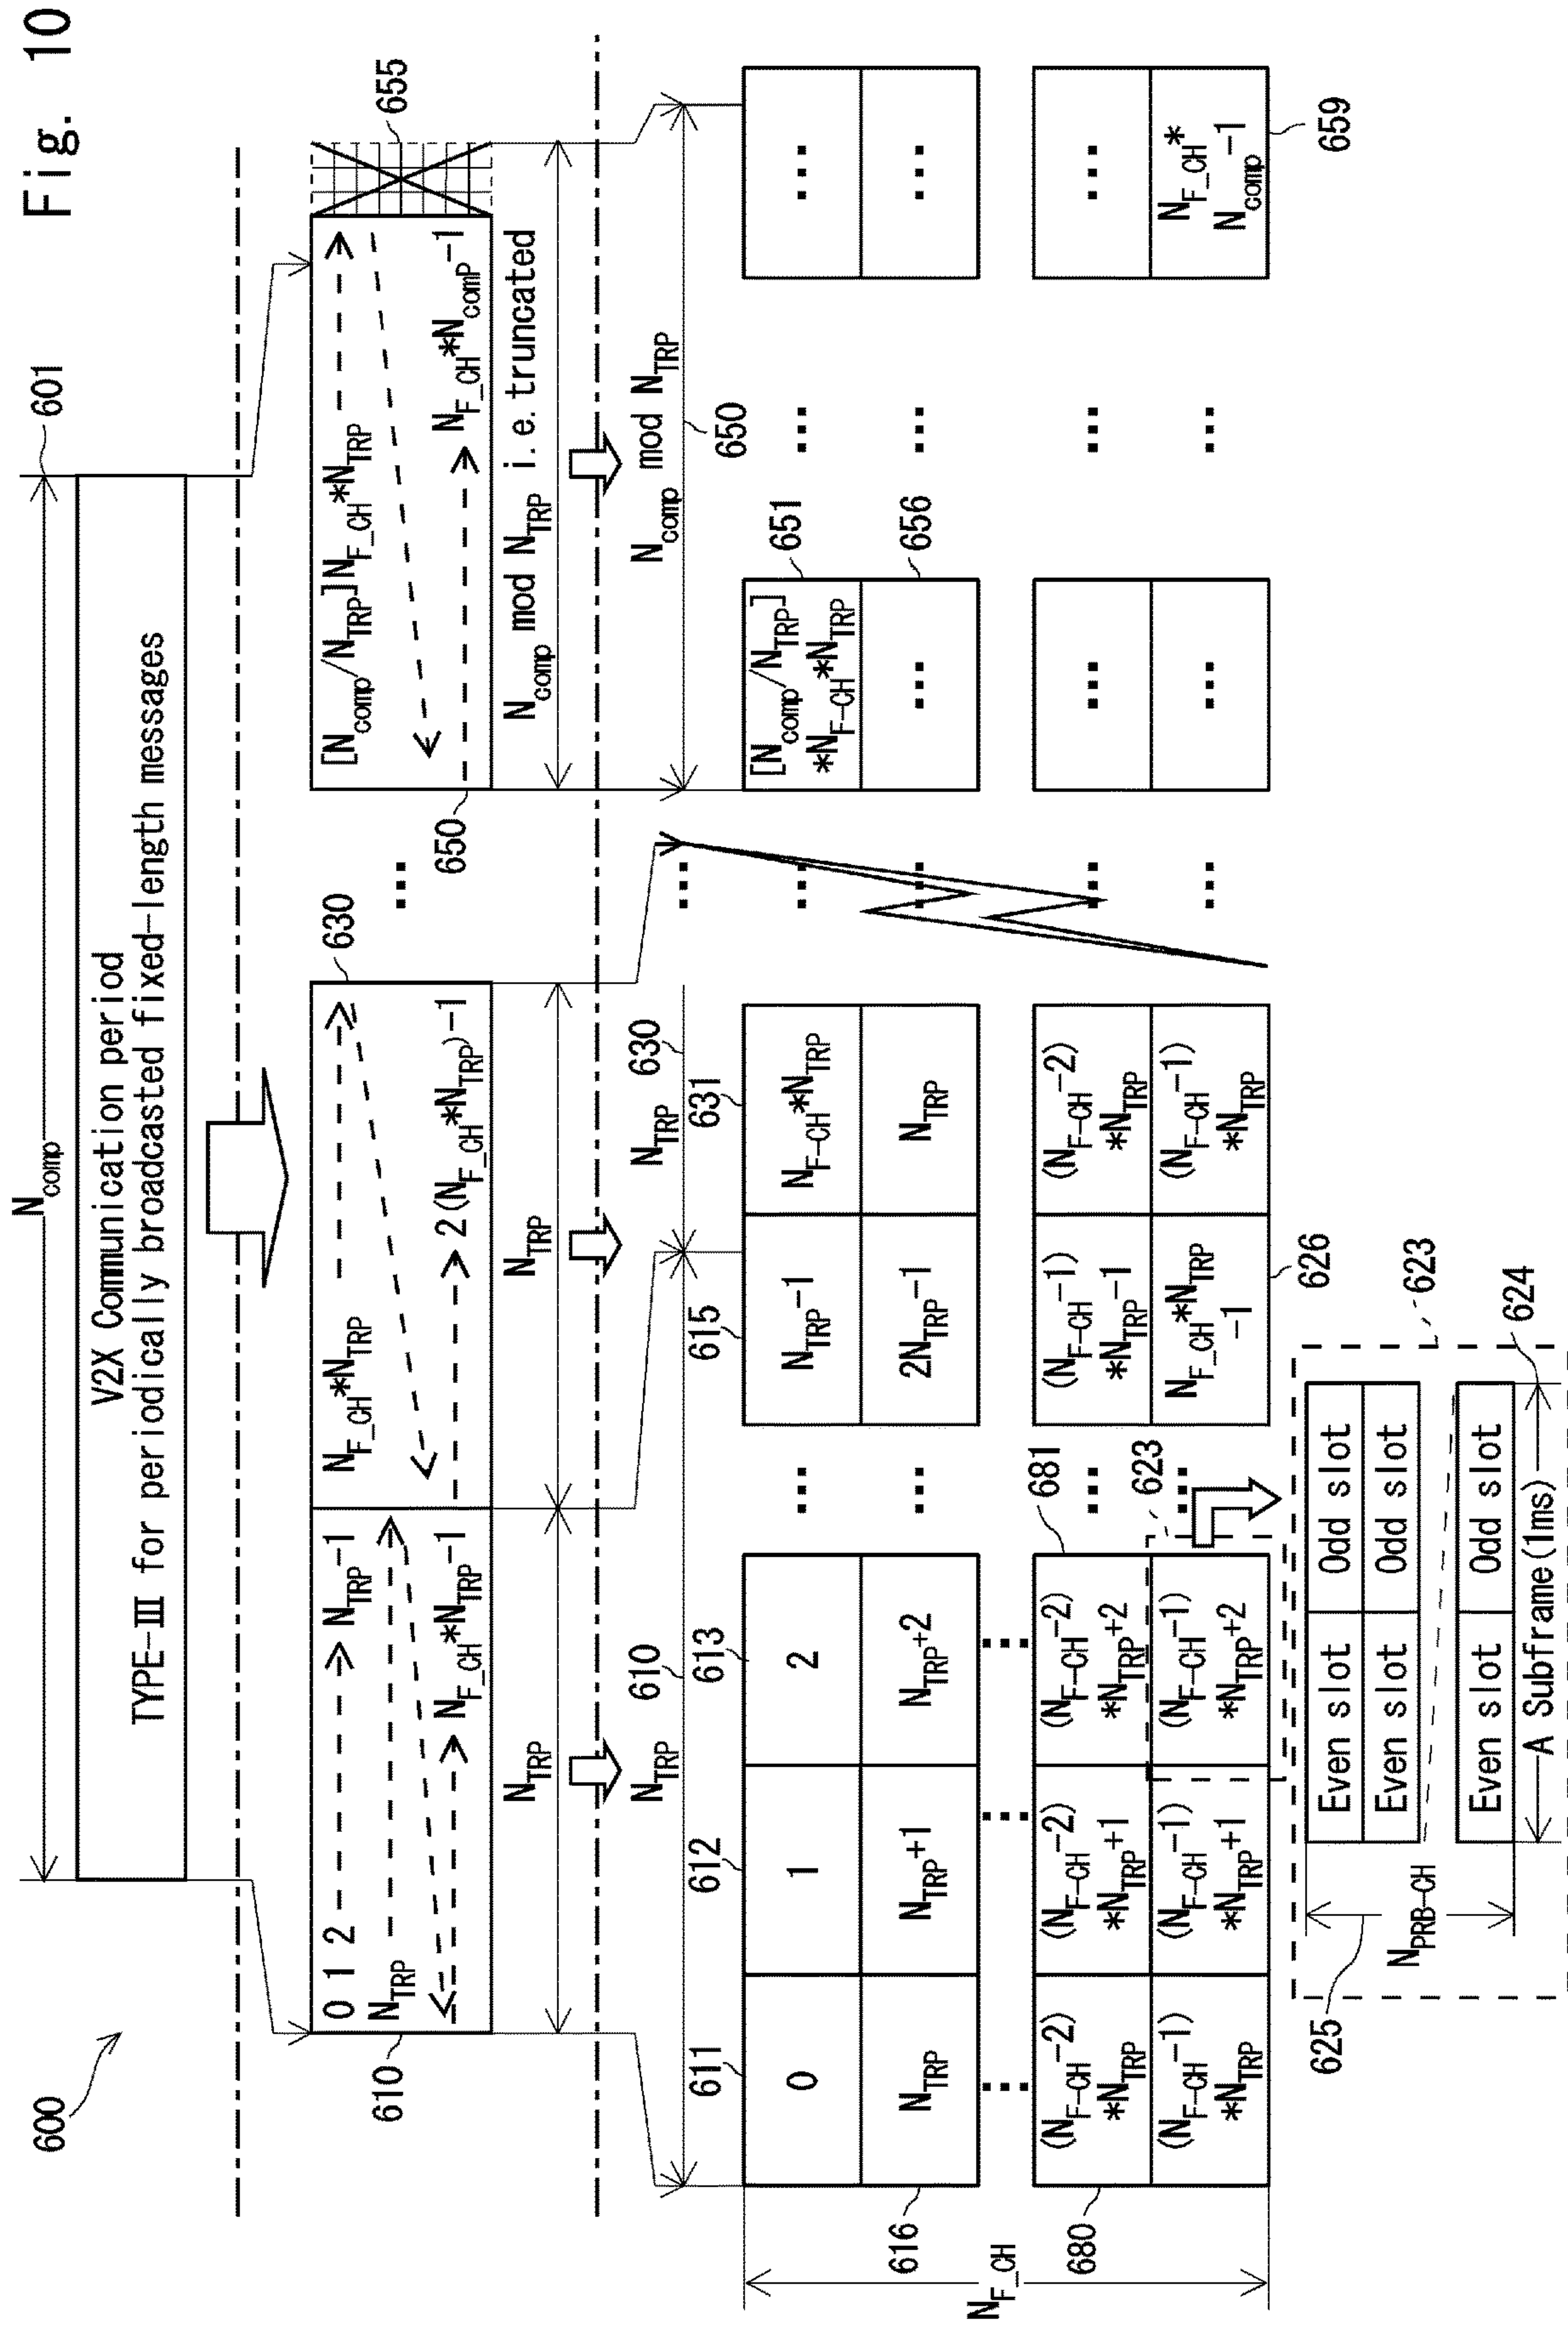 Fig. 10
600
601
N_comp
V2X Communication period
TYPE-III for periodically broadcasted fixed-length messages
630
655
0 1 2 N_TRP-1
N_TRP
N_F_CH*N_TRP-1
N_F_CH*N_TRP
2(N_F_CH*N_TRP)-1
...
[N_comp/N_TRP]N_F_CH*N_TRP
N_F_CH*N_comP-1
610
650
N_TRP
N_TRP
N_comp mod N_TRP i.e.truncated
N_TRP
610
N_TRP
630
...
N_comp mod N_TRP
650
611
612
613
615
631
651
0
1
2
...
N_TRP-1
N_F-CH*N_TRP
...
[N_comp/N_TRP]
*N_F-CH*N_TRP
...
...
616
N_TRP
N_TRP+1
N_TRP+2
...
2N_TRP-1
N_TRP
...
656
...
...
...
... ... ...
N_F_CH
681
680
(N_F-CH-2)
*N_TRP
(N_F-CH-2)
*N_TRP+1
(N_F-CH-2)
*N_TRP+2
...
(N_F-CH-1)
*N_TRP-1
(N_F-CH-2)
*N_TRP
...
...
...
...
623
(N_F-CH-1)
*N_TRP
(N_F-CH-1)
*N_TRP+1
(N_F-CH-1)
*N_TRP+2
...
N_F_CH*N_TRP
-1
(N_F-CH-1)
*N_TRP
...
...
...
N_F_CH*
N_comp-1
626
659
623
625
N_PRB-CH
Even slot Odd slot
Even slot Odd slot
Even slot Odd slot
A Subframe(1ms)
624